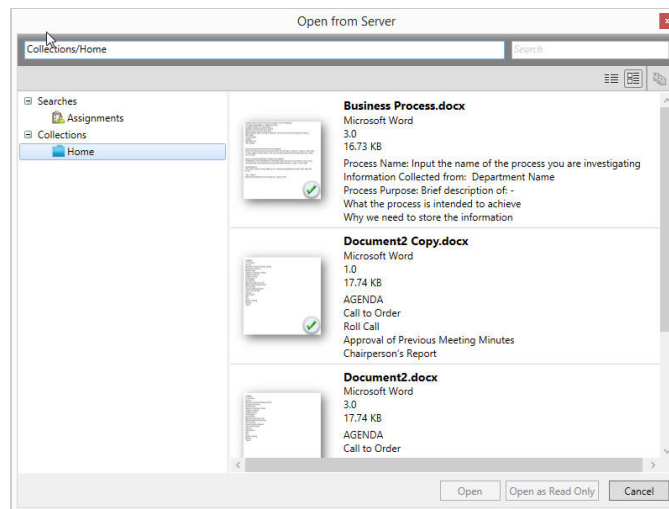 Open from Server
x
Collections/Home
Search
Searches
Assignments
Collections
Home
Business Process.docx
Microsoft Word
3.0
16.73 KB
Process Name: Input the name of the process you are investigating
Information Collected from:  Department Name
Process Purpose: Brief description of: -
What the process is intended to achieve
Why we need to store the information
Document2 Copy.docx
Microsoft Word
1.0
17.74 KB
AGENDA
Call to Order
Roll Call
Approval of Previous Meeting Minutes
Chairperson's Report
Document2.docx
Microsoft Word
3.0
17.74 KB
AGENDA
Call to Order
Open
Open as Read Only
Cancel